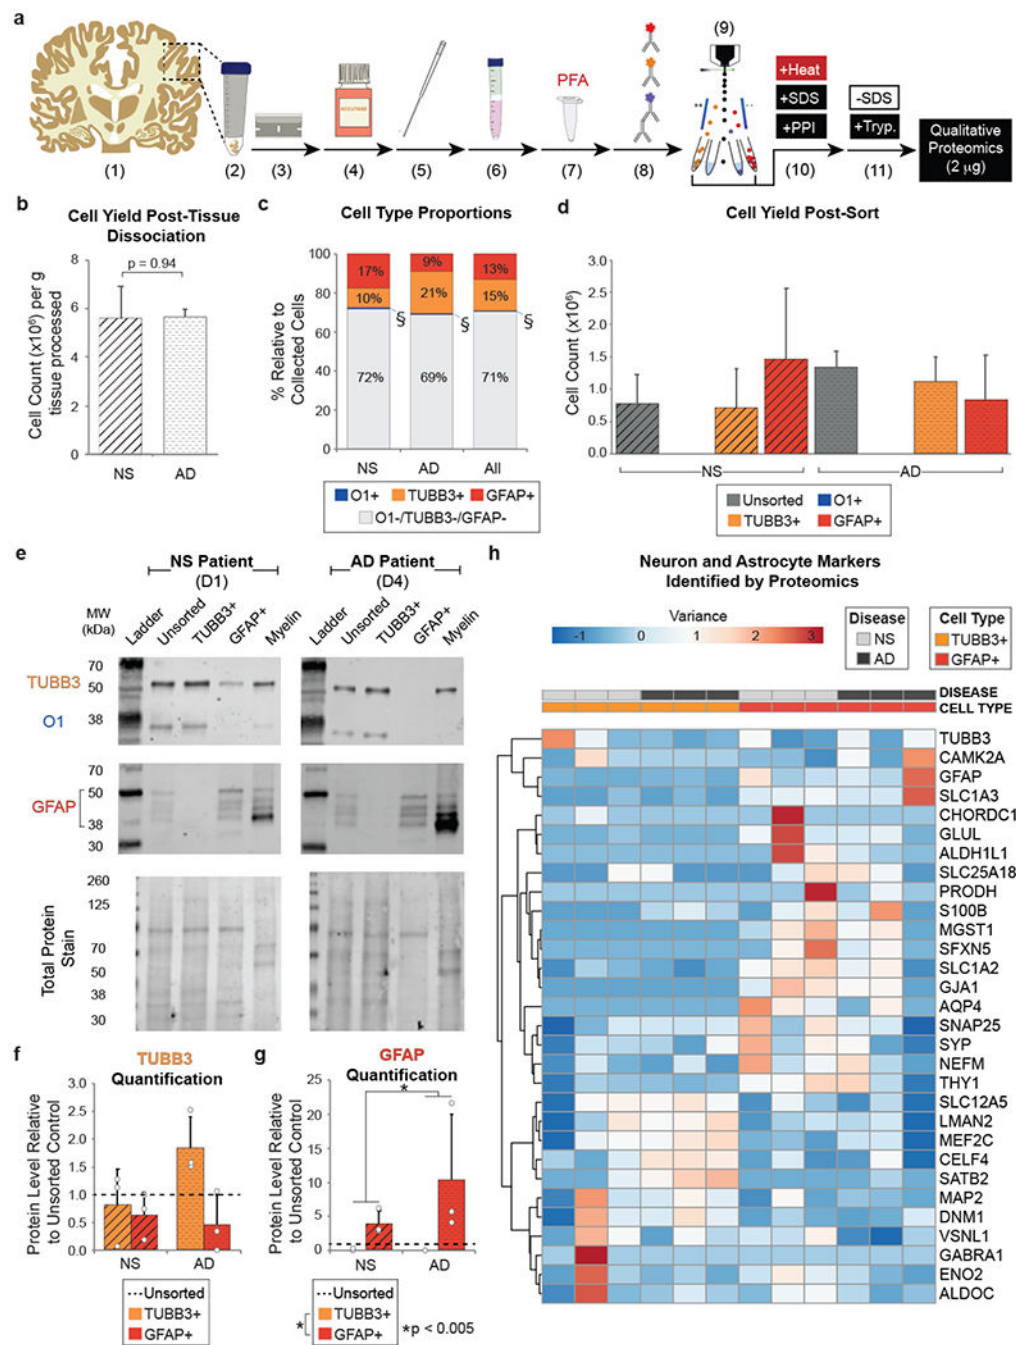 a
ACCUTASE
PFA
(9)
+Heat
+SDS
+PPI
-SDS
+Tryp.
Qualitative
Proteomics
(2 µg)
(1)
(2)
(3)
(4)
(5)
(6)
(7)
(8)
(10)
(11)
b
Cell Yield Post-Tissue
Dissociation
Cell Count (x10⁶) per g
tissue processed
8
6
4
2
0
p = 0.94
NS
AD
c
Cell Type Proportions
% Relative to
Collected Cells
100
80
60
40
20
0
17%
10%
72%
§
9%
21%
69%
§
13%
15%
71%
§
NS
AD
All
O1+
TUBB3+
GFAP+
O1-/TUBB3-/GFAP-
d
Cell Yield Post-Sort
Cell Count (x10⁶)
3.0
2.5
2.0
1.5
1.0
0.5
0.0
NS
AD
Unsorted
O1+
TUBB3+
GFAP+
e
NS Patient
(D1)
AD Patient
(D4)
MW
(kDa)
Ladder
Unsorted
TUBB3+
GFAP+
Myelin
Ladder
Unsorted
TUBB3+
GFAP+
Myelin
TUBB3
O1
70
50
38
GFAP
70
50
38
30
Total Protein
Stain
260
125
70
50
38
30
f
TUBB3
Quantification
Protein Level Relative
to Unsorted Control
3.0
2.5
2.0
1.5
1.0
0.5
0.0
NS
AD
Unsorted
TUBB3+
GFAP+
g
GFAP
Quantification
Protein Level Relative
to Unsorted Control
25
20
15
10
5
0
*
NS
AD
Unsorted
TUBB3+
GFAP+
*
*p < 0.005
h
Neuron and Astrocyte Markers
Identified by Proteomics
Variance
-1
0
1
2
3
Disease
NS
AD
Cell Type
TUBB3+
GFAP+
DISEASE
CELL TYPE
TUBB3
CAMK2A
GFAP
SLC1A3
CHORDC1
GLUL
ALDH1L1
SLC25A18
PRODH
S100B
MGST1
SFXN5
SLC1A2
GJA1
AQP4
SNAP25
SYP
NEFM
THY1
SLC12A5
LMAN2
MEF2C
CELF4
SATB2
MAP2
DNM1
VSNL1
GABRA1
ENO2
ALDOC